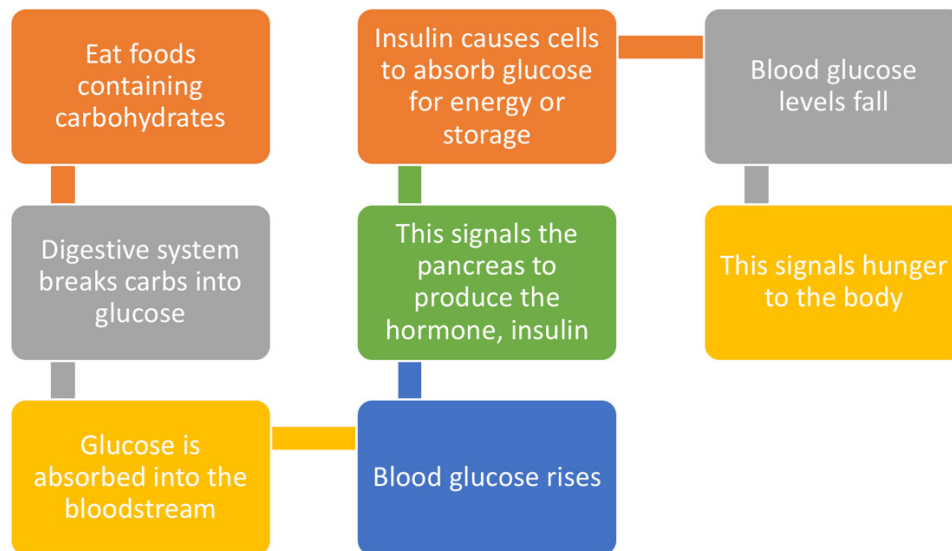 Eat foods
containing
carbohydrates
Digestive system
breaks carbs into
glucose
Glucose is
absorbed into the
bloodstream
Blood glucose rises
This signals the
pancreas to
produce the
hormone, insulin
Insulin causes cells
to absorb glucose
for energy or
storage
Blood glucose
levels fall
This signals hunger
to the body